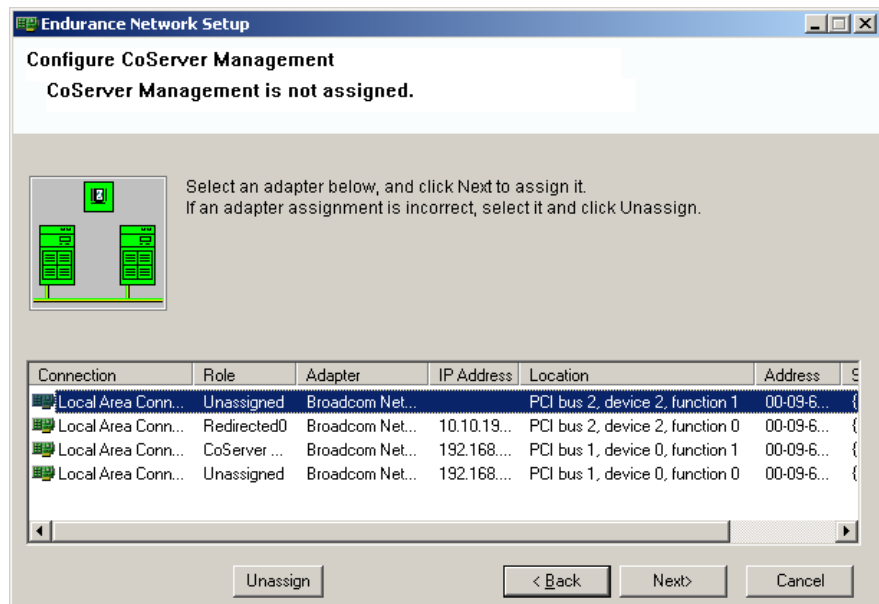 Endurance Network Setup
Configure CoServer Management
CoServer Management is not assigned.
Select an adapter below, and click Next to assign it.
If an adapter assignment is incorrect, select it and click Unassign.
Connection Role Adapter IP Address Location Address
Local Area Conn... Unassigned Broadcom Net... PCI bus 2, device 2, function 1 00-09-6... {
Local Area Conn... Redirected0 Broadcom Net... 10.10.19... PCI bus 2, device 2, function 0 00-09-6... {
Local Area Conn... CoServer ... Broadcom Net... 192.168.... PCI bus 1, device 0, function 1 00-09-6... {
Local Area Conn... Unassigned Broadcom Net... 192.168.... PCI bus 1, device 0, function 0 00-09-6... {
Unassign < Back Next> Cancel